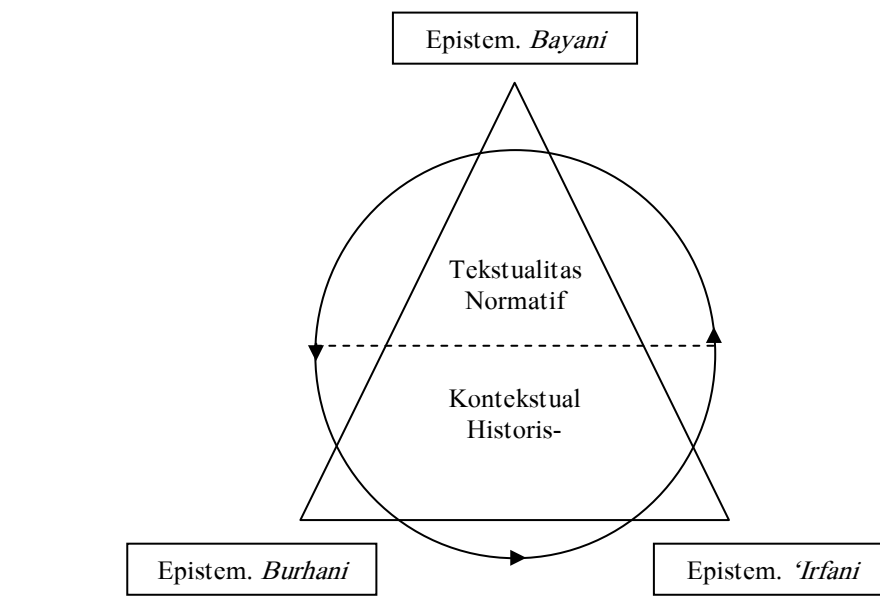 Epistem. Bayani
Tekstualitas
Normatif
Kontekstual
Historis-
Epistem. Burhani
Epistem. ‘Irfani